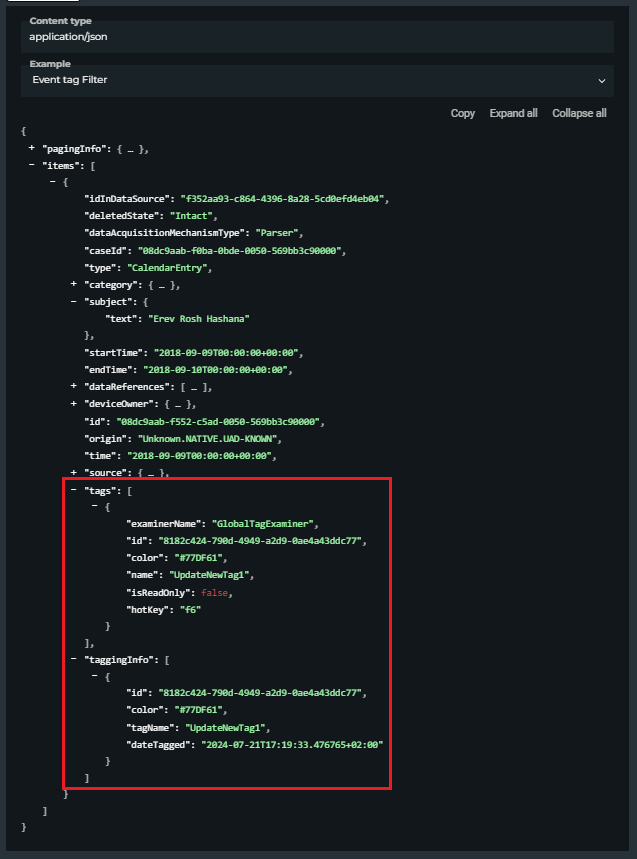 Content type
application/json
Example
Event tag Filter
Copy Expand all Collapse all
{
+ "pagingInfo": { … },
− "items": [
− {
"idInDataSource": "f352aa93-c864-4396-8a28-5cd0efd4eb04",
"deletedState": "Intact",
"dataAcquisitionMechanismType": "Parser",
"caseId": "08dc9aab-f0ba-0bde-0050-569bb3c90000",
"type": "CalendarEntry",
+ "category": { … },
− "subject": {
"text": "Erev Rosh Hashana"
},
"startTime": "2018-09-09T00:00:00+00:00",
"endTime": "2018-09-10T00:00:00+00:00",
+ "dataReferences": [ … ],
+ "deviceOwner": { … },
"id": "08dc9aab-f552-c5ad-0050-569bb3c90000",
"origin": "Unknown.NATIVE.UAD-KNOWN",
"time": "2018-09-09T00:00:00+00:00",
+ "source": { … },
− "tags": [
− {
"examinerName": "GlobalTagExaminer",
"id": "8182c424-790d-4949-a2d9-0ae4a43ddc77",
"color": "#77DF61",
"name": "UpdateNewTag1",
"isReadOnly": false,
"hotKey": "f6"
}
],
− "taggingInfo": [
− {
"id": "8182c424-790d-4949-a2d9-0ae4a43ddc77",
"color": "#77DF61",
"tagName": "UpdateNewTag1",
"dateTagged": "2024-07-21T17:19:33.476765+02:00"
}
]
}
]
}